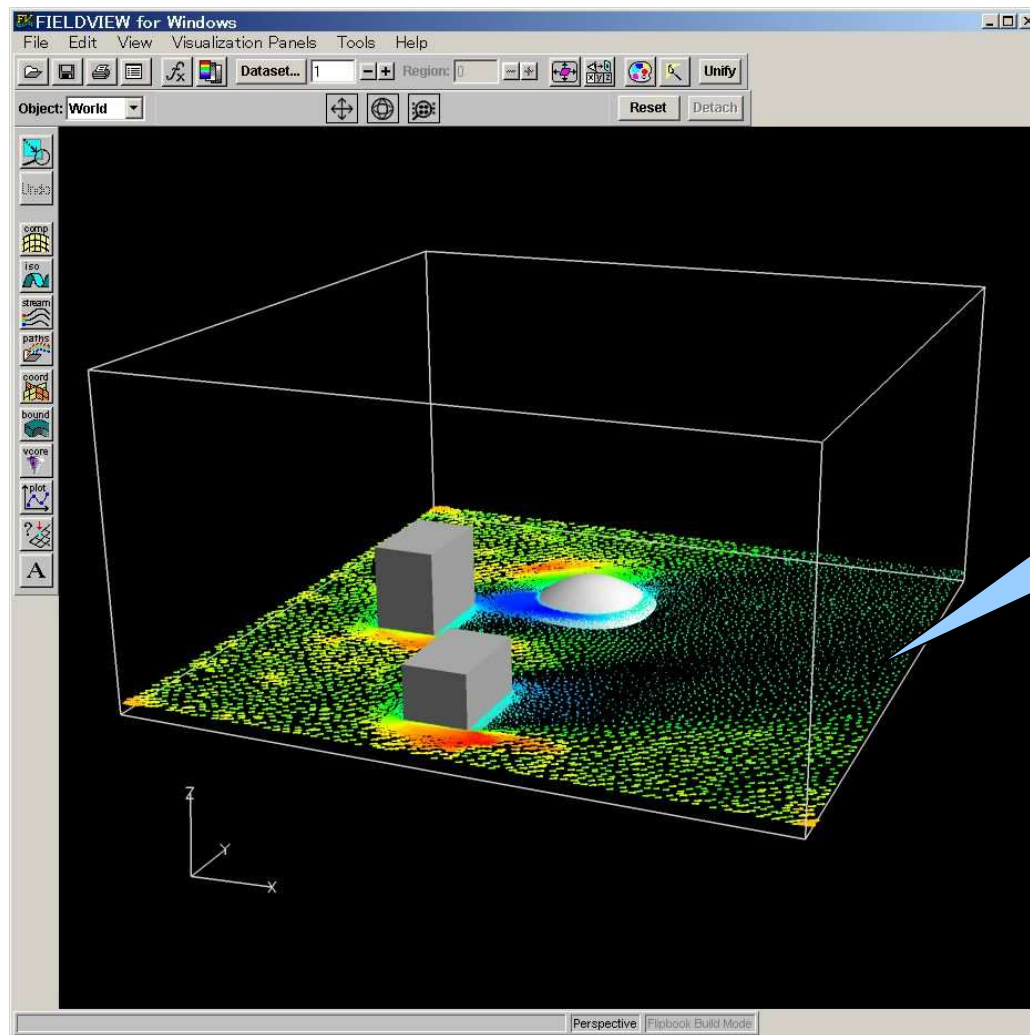 FIELDVIEW for Windows
File Edit View Visualization Panels Tools Help
fx Dataset... 1 Region: 0 Unify
Object: World Reset Detach
Undo
comp
iso
stream
paths
coord
bound
vcore
plot
?
A
Z
Y
X
Perspective Flipbook Build Mode